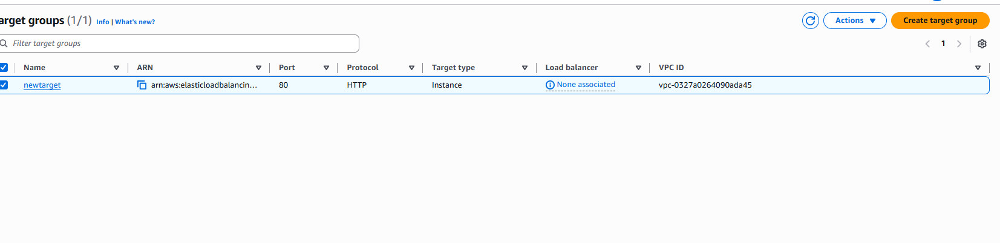 arget groups (1/1) Info | What's new? Actions Create target group
Filter target groups 1
Name ARN Port Protocol Target type Load balancer VPC ID
newtarget arn:aws:elasticloadbalancin... 80 HTTP Instance None associated vpc-0327a0264090ada45